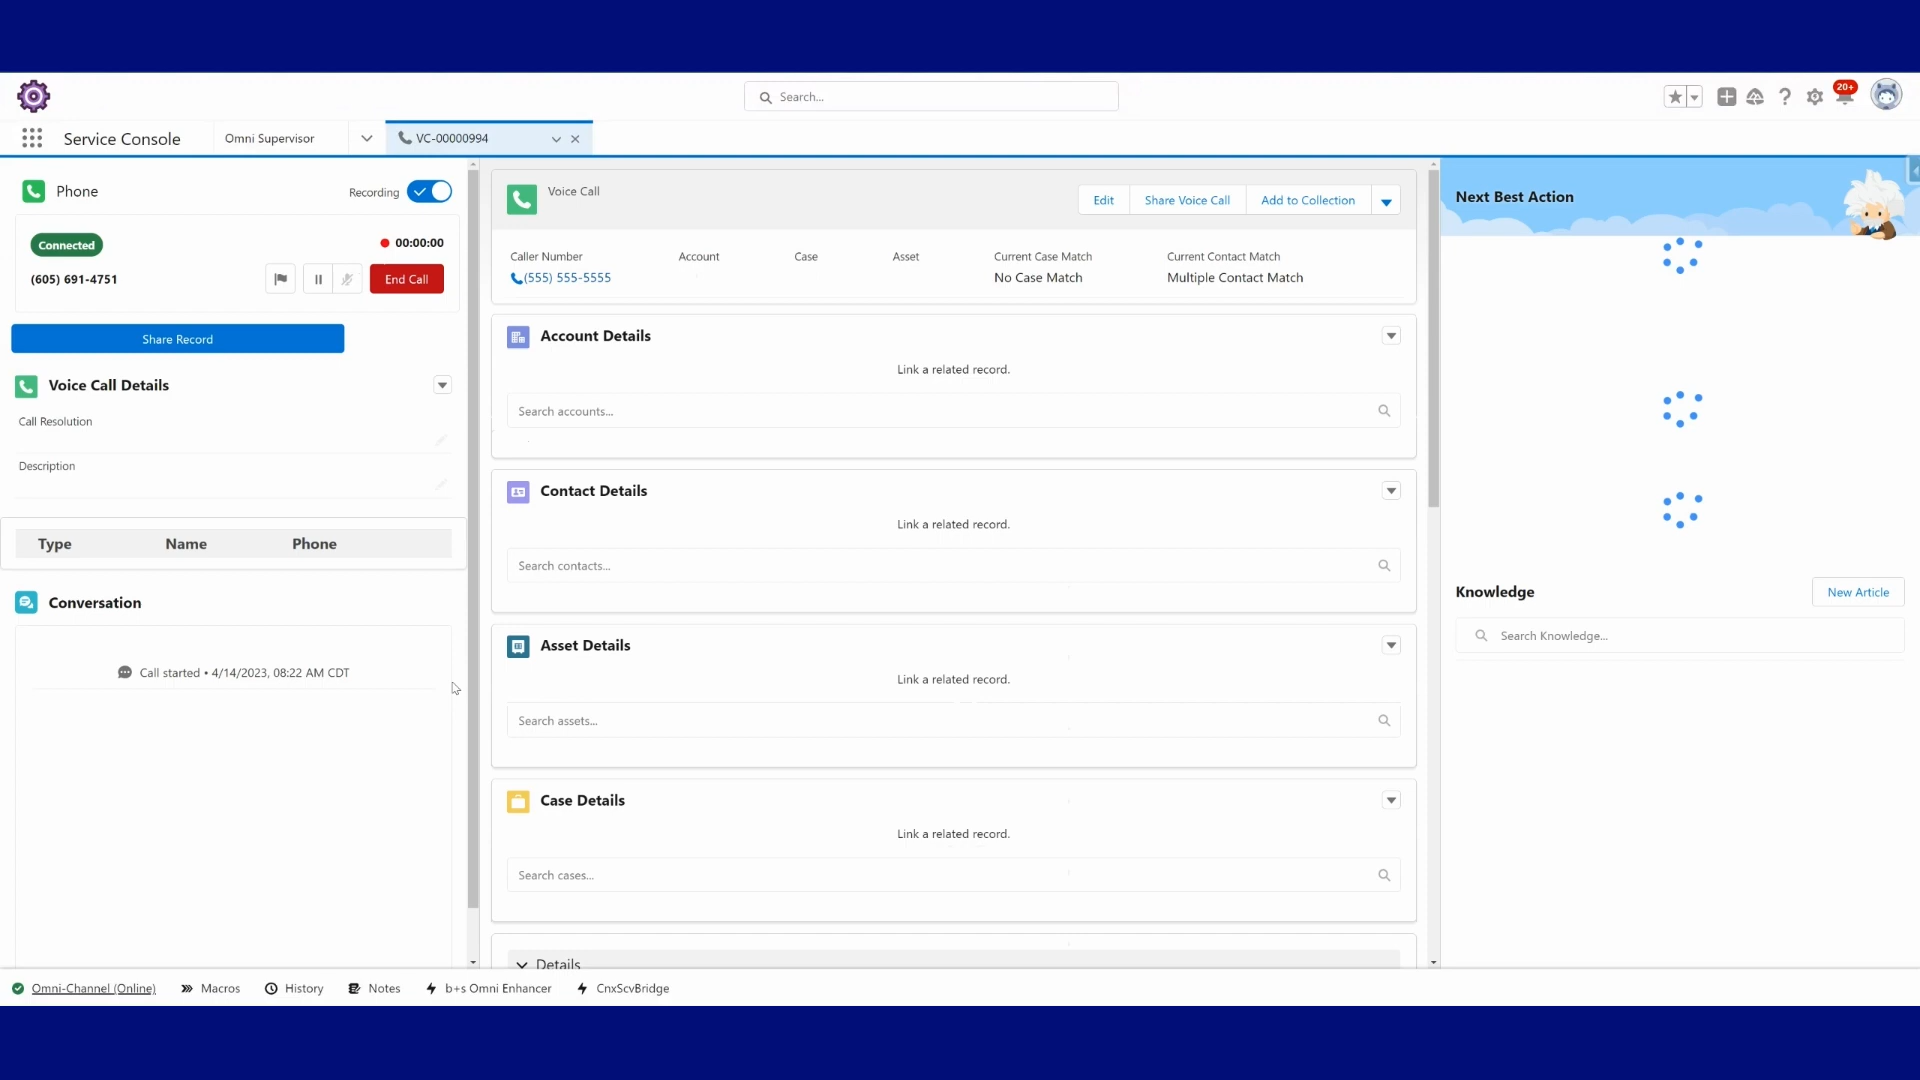 Search...
20+
Service Console
Omni Supervisor
VC-00000994
Phone
Recording
Connected
00:00:00
(605) 691-4751
End Call
Share Record
Voice Call Details
Call Resolution
Description
Type Name Phone
Conversation
Call started • 4/14/2023, 08:22 AM CDT
Voice Call
Edit
Share Voice Call
Add to Collection
Caller Number Account Case Asset Current Case Match Current Contact Match
(555) 555-5555 No Case Match Multiple Contact Match
Account Details
Link a related record.
Search accounts...
Contact Details
Link a related record.
Search contacts...
Asset Details
Link a related record.
Search assets...
Case Details
Link a related record.
Search cases...
Details
Next Best Action
Knowledge
New Article
Search Knowledge...
Omni-Channel (Online)
Macros
History
Notes
b+s Omni Enhancer
CnxScvBridge